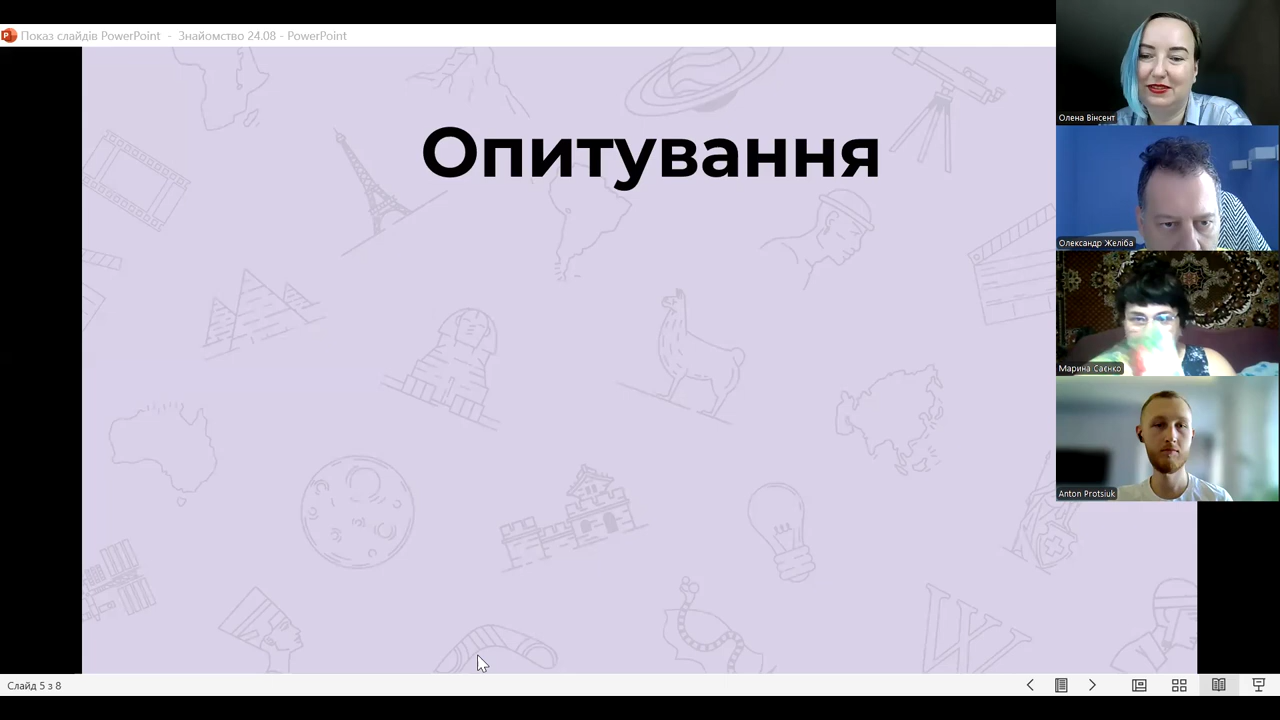 Показ слайдів PowerPoint - Знайомство 24.08 - PowerPoint
Опитування
Олена Вінсент
Олександр Желіба
Марина Саєнко
Anton Protsiuk
Слайд 5 з 8